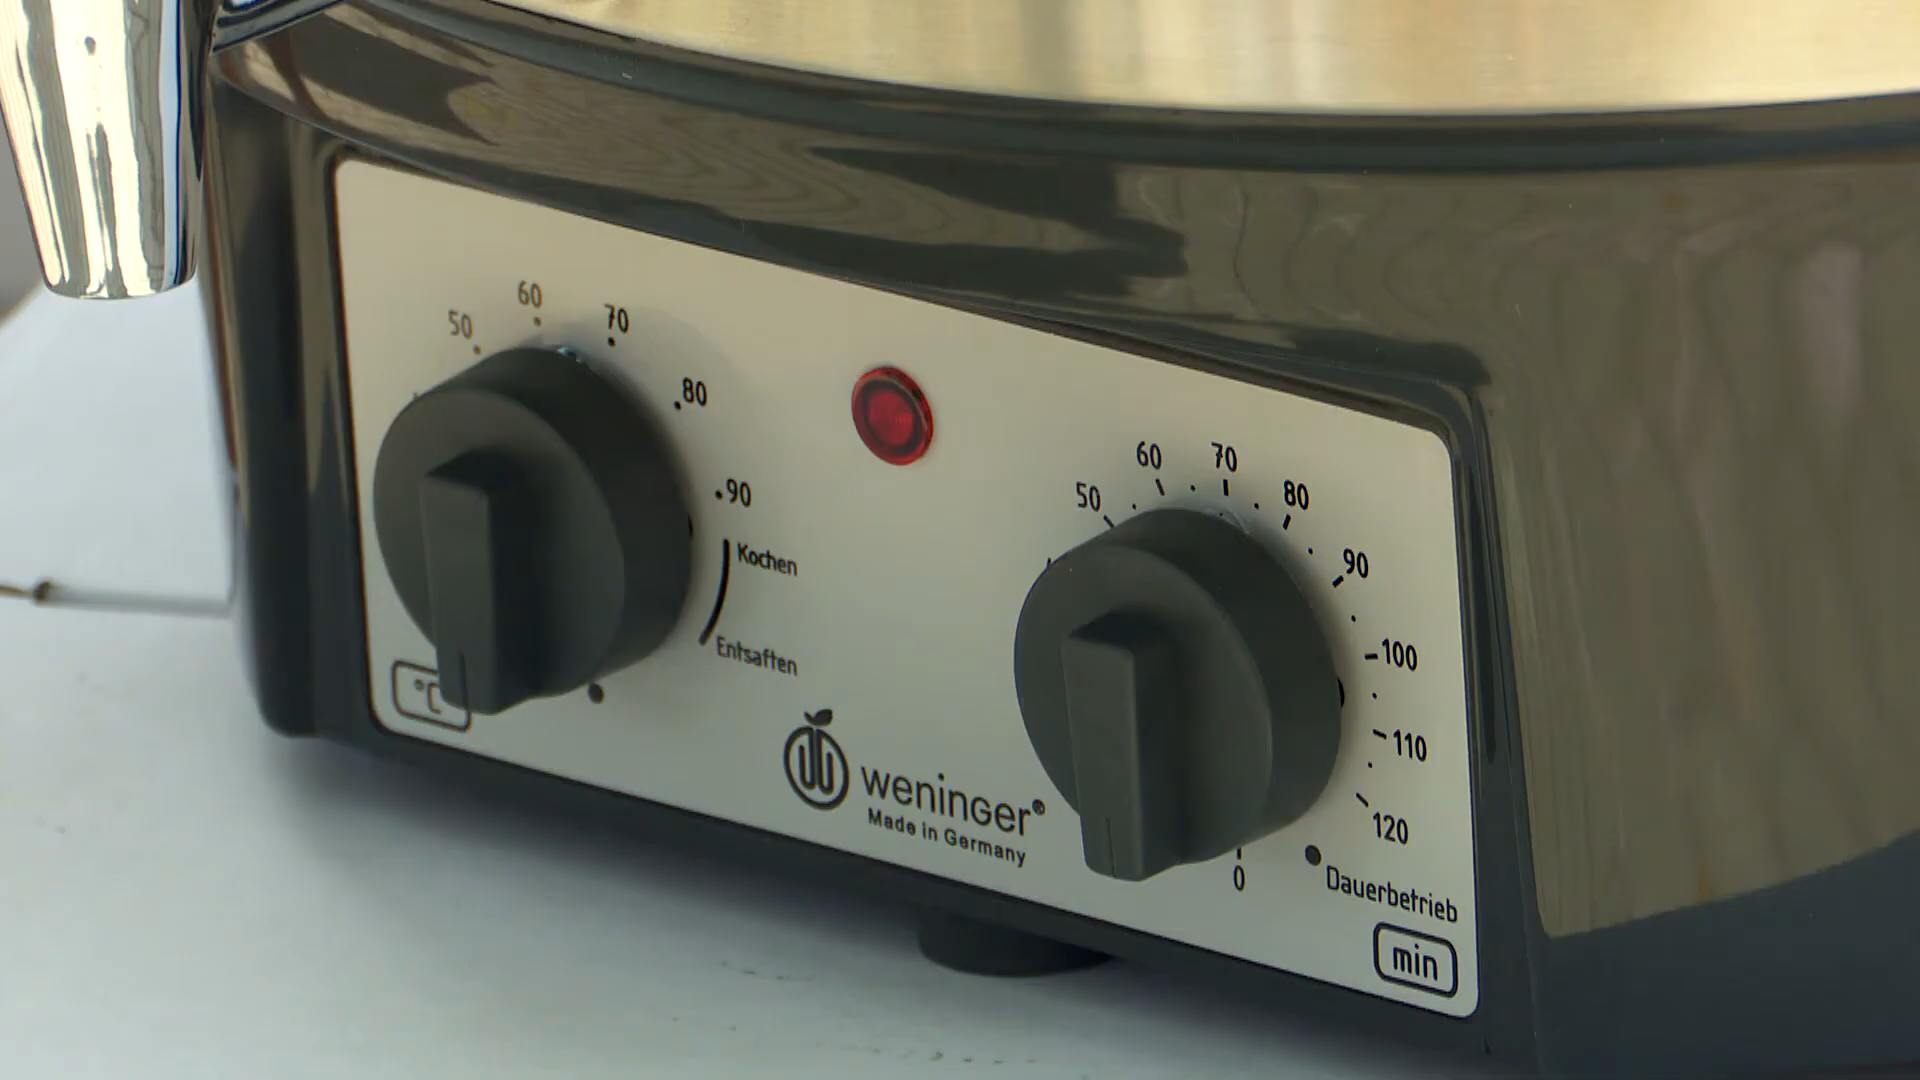 50
60
70
80
90
Kochen
Entsaften
°C
weninger®
Made in Germany
50
60
70
80
90
100
110
120
0
Dauerbetrieb
min